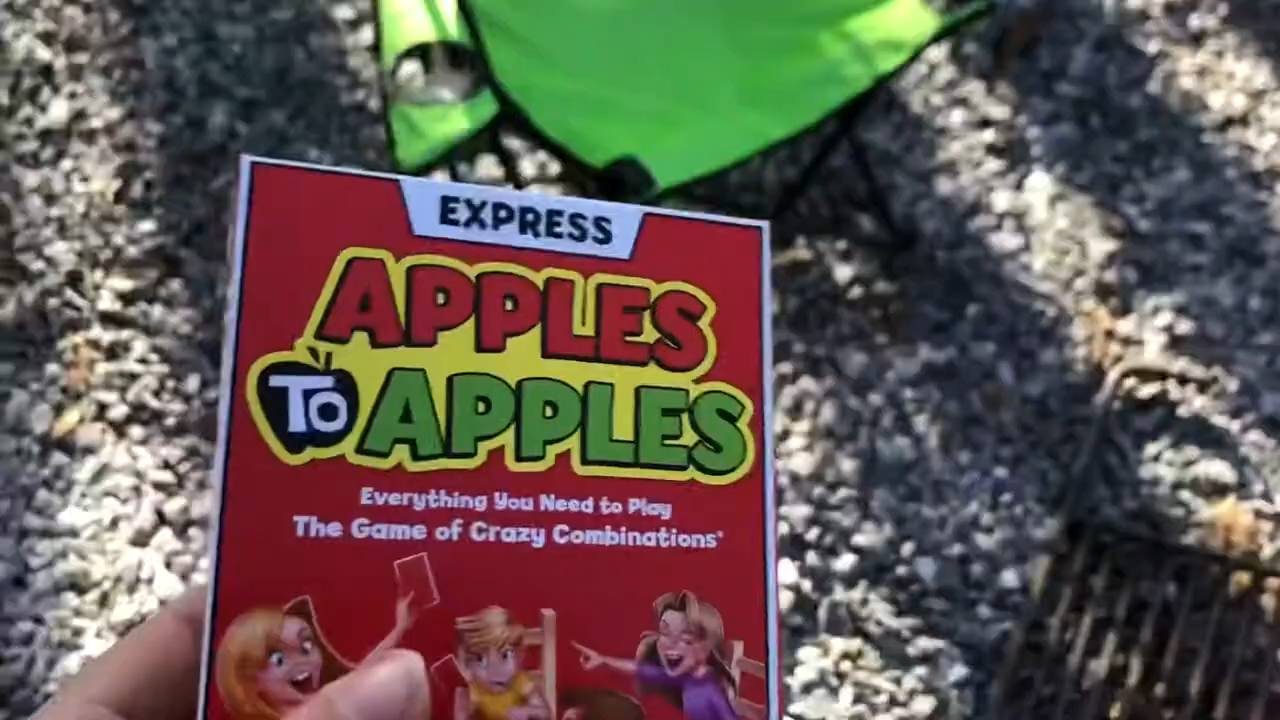 EXPRESS
APPLES
TO APPLES
Everything You Need to Play
The Game of Crazy Combinations®